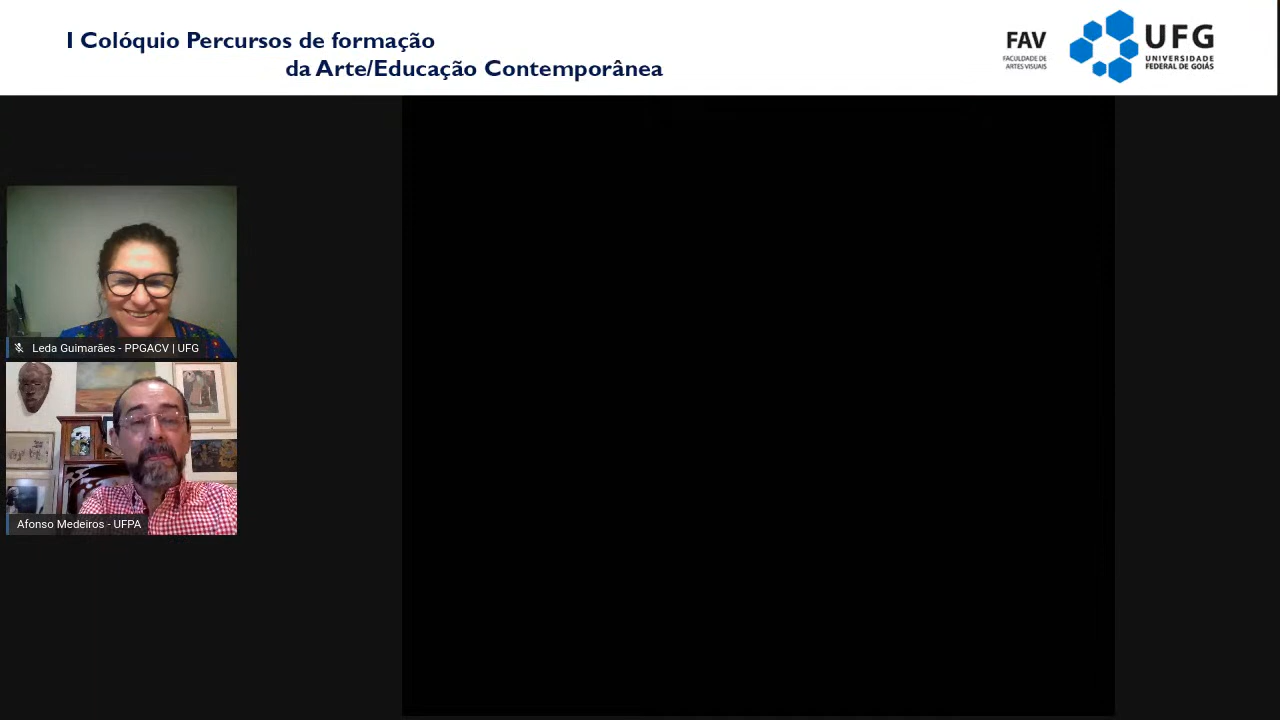 I Colóquio Percursos de formação
da Arte/Educação Contemporânea
FAV
FACULDADE DE
ARTES VISUAIS
UFG
UNIVERSIDADE
FEDERAL DE GOIÁS
Leda Guimarães - PPGACV | UFG
Afonso Medeiros - UFPA